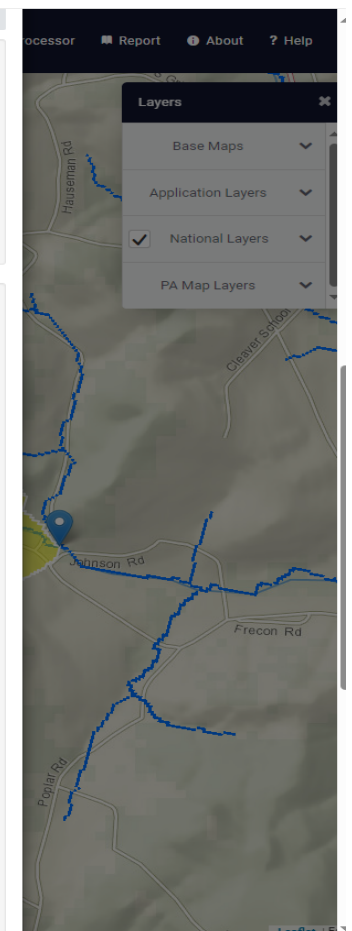 ocessor Report About ? Help
Layers
Base Maps
Application Layers
National Layers
PA Map Layers
Hauseman Rd
Cleaver School
Johnson Rd
Frecon Rd
Poplar Rd
Leaflet